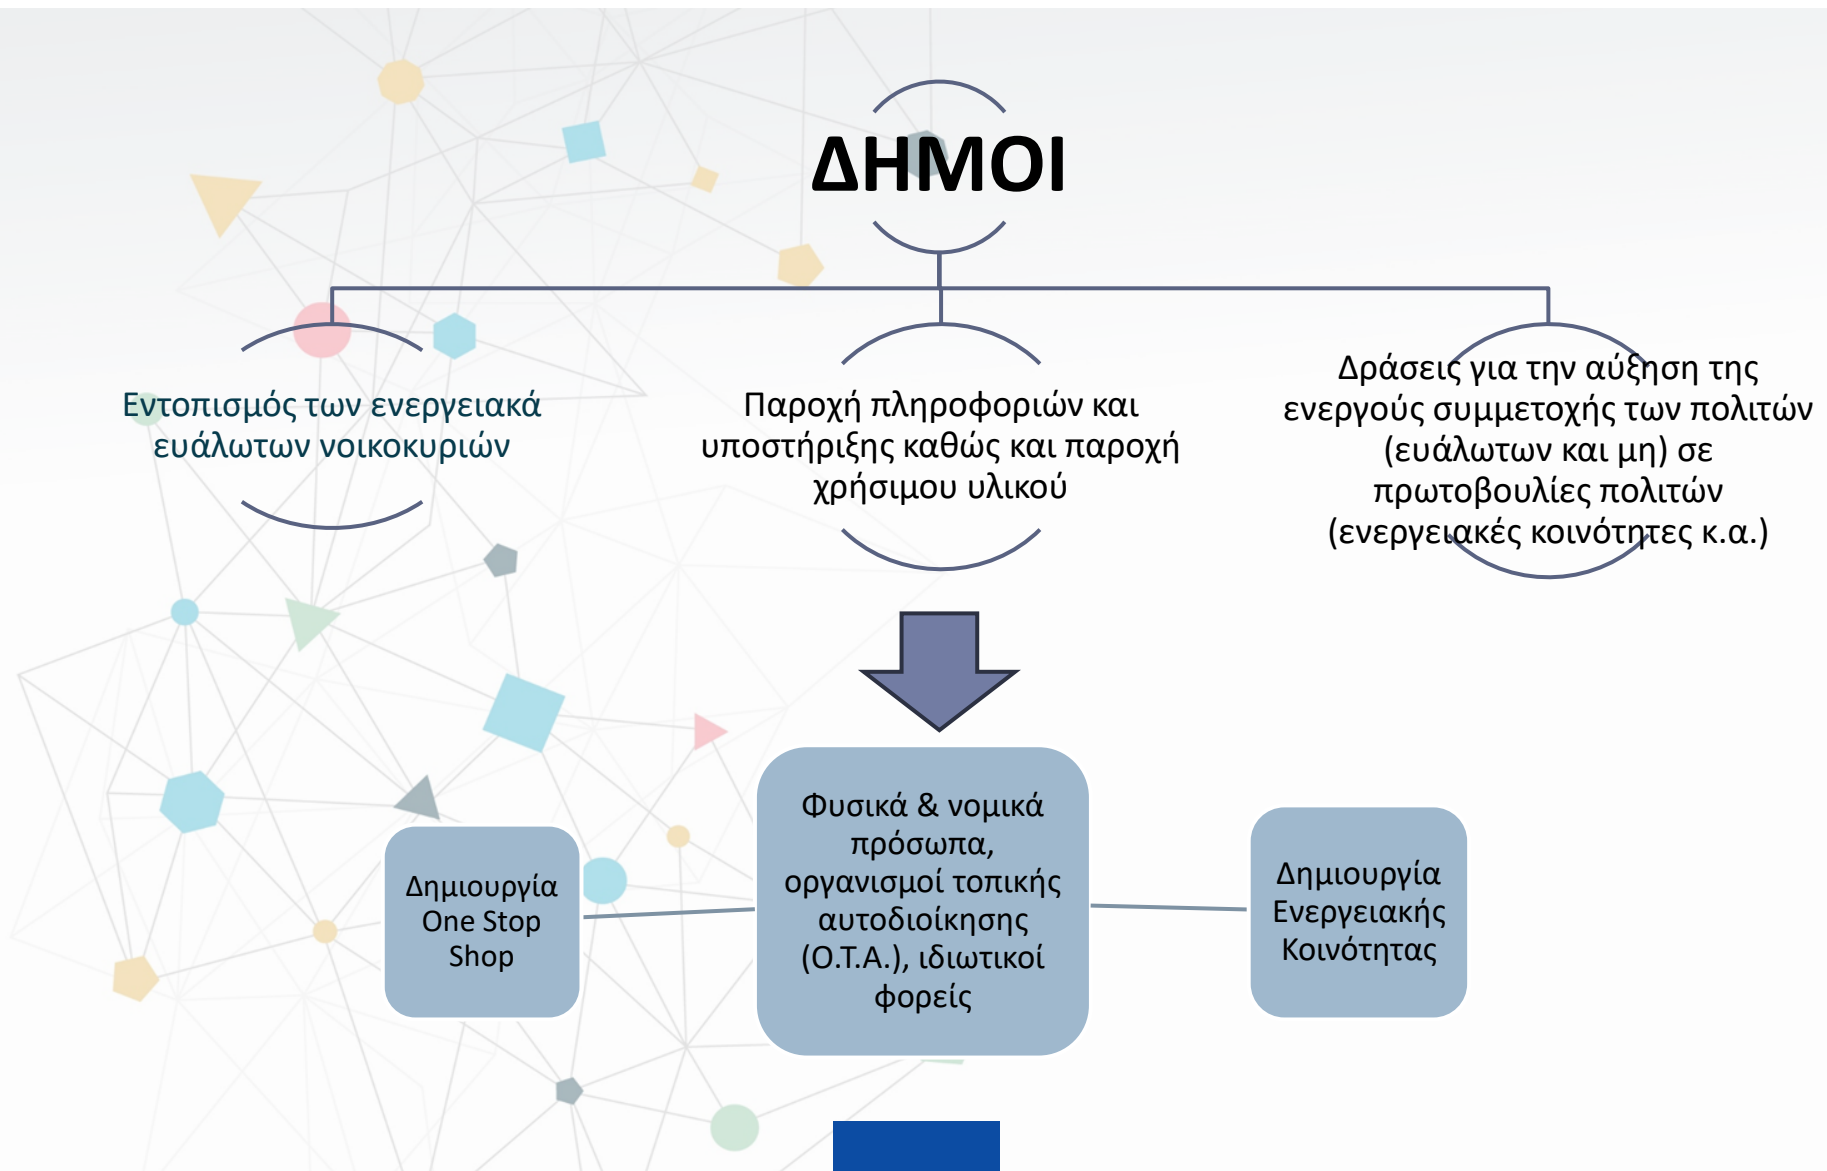 ΔΗΜΟΙ
Εντοπισμός των ενεργειακά
ευάλωτων νοικοκυριών
Παροχή πληροφοριών και
υποστήριξης καθώς και παροχή
χρήσιμου υλικού
Δράσεις για την αύξηση της
ενεργούς συμμετοχής των πολιτών
(ευάλωτων και μη) σε
πρωτοβουλίες πολιτών
(ενεργειακές κοινότητες κ.α.)
Δημιουργία
One Stop
Shop
Φυσικά & νομικά
πρόσωπα,
οργανισμοί τοπικής
αυτοδιοίκησης
(Ο.Τ.Α.), ιδιωτικοί
φορείς
Δημιουργία
Ενεργειακής
Κοινότητας